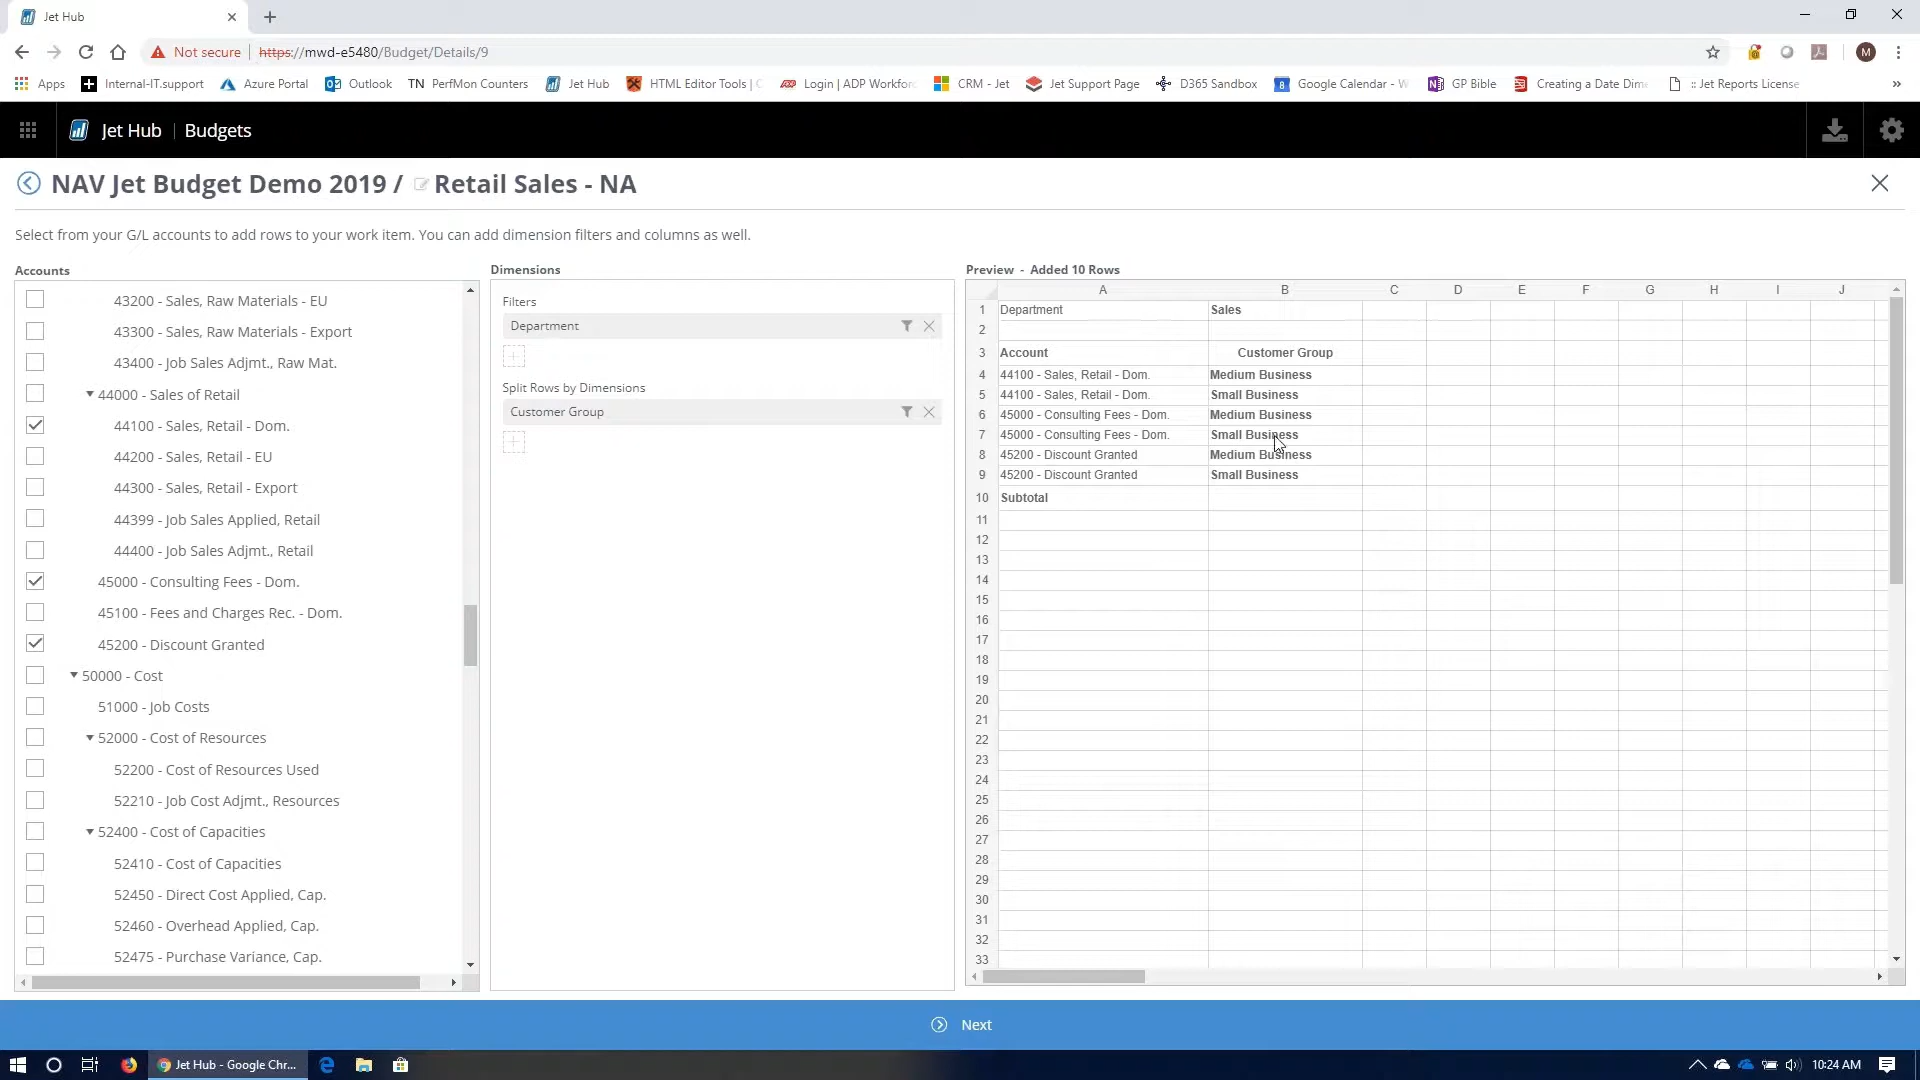 Jet Hub
Not secure | https://mwd-e5480/Budget/Details/9
M
Apps Internal-IT.support Azure Portal Outlook TN PerfMon Counters Jet Hub HTML Editor Tools | C Login | ADP Workforc CRM - Jet Jet Support Page D365 Sandbox Google Calendar - W GP Bible Creating a Date Dim :: Jet Reports License »
Jet Hub | Budgets
NAV Jet Budget Demo 2019 / Retail Sales - NA
Select from your G/L accounts to add rows to your work item. You can add dimension filters and columns as well.
Accounts
43200 - Sales, Raw Materials - EU
43300 - Sales, Raw Materials - Export
43400 - Job Sales Adjmt., Raw Mat.
44000 - Sales of Retail
44100 - Sales, Retail - Dom.
44200 - Sales, Retail - EU
44300 - Sales, Retail - Export
44399 - Job Sales Applied, Retail
44400 - Job Sales Adjmt., Retail
45000 - Consulting Fees - Dom.
45100 - Fees and Charges Rec. - Dom.
45200 - Discount Granted
50000 - Cost
51000 - Job Costs
52000 - Cost of Resources
52200 - Cost of Resources Used
52210 - Job Cost Adjmt., Resources
52400 - Cost of Capacities
52410 - Cost of Capacities
52450 - Direct Cost Applied, Cap.
52460 - Overhead Applied, Cap.
52475 - Purchase Variance, Cap.
Dimensions
Filters
Department
Split Rows by Dimensions
Customer Group
Preview - Added 10 Rows
A B C D E F G H I J
1 Department Sales
2
3 Account Customer Group
4 44100 - Sales, Retail - Dom. Medium Business
5 44100 - Sales, Retail - Dom. Small Business
6 45000 - Consulting Fees - Dom. Medium Business
7 45000 - Consulting Fees - Dom. Small Business
8 45200 - Discount Granted Medium Business
9 45200 - Discount Granted Small Business
10 Subtotal
11
12
13
14
15
16
17
18
19
20
21
22
23
24
25
26
27
28
29
30
31
32
33
Next
Jet Hub - Google Chr...
10:24 AM